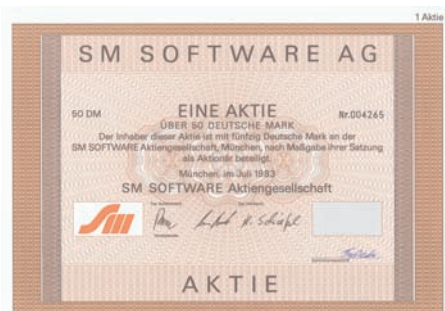 1 Aktie
SM SOFTWARE AG
50 DM
EINE AKTIE
Nr.004265
ÜBER 50 DEUTSCHE MARK
Der Inhaber dieser Aktie ist mit fünfzig Deutsche Mark an der
SM SOFTWARE Aktiengesellschaft, München, nach Maßgabe ihrer Satzung
als Aktionär beteiligt.
München, im Juli 1983
SM SOFTWARE Aktiengesellschaft
Sm
AKTIE